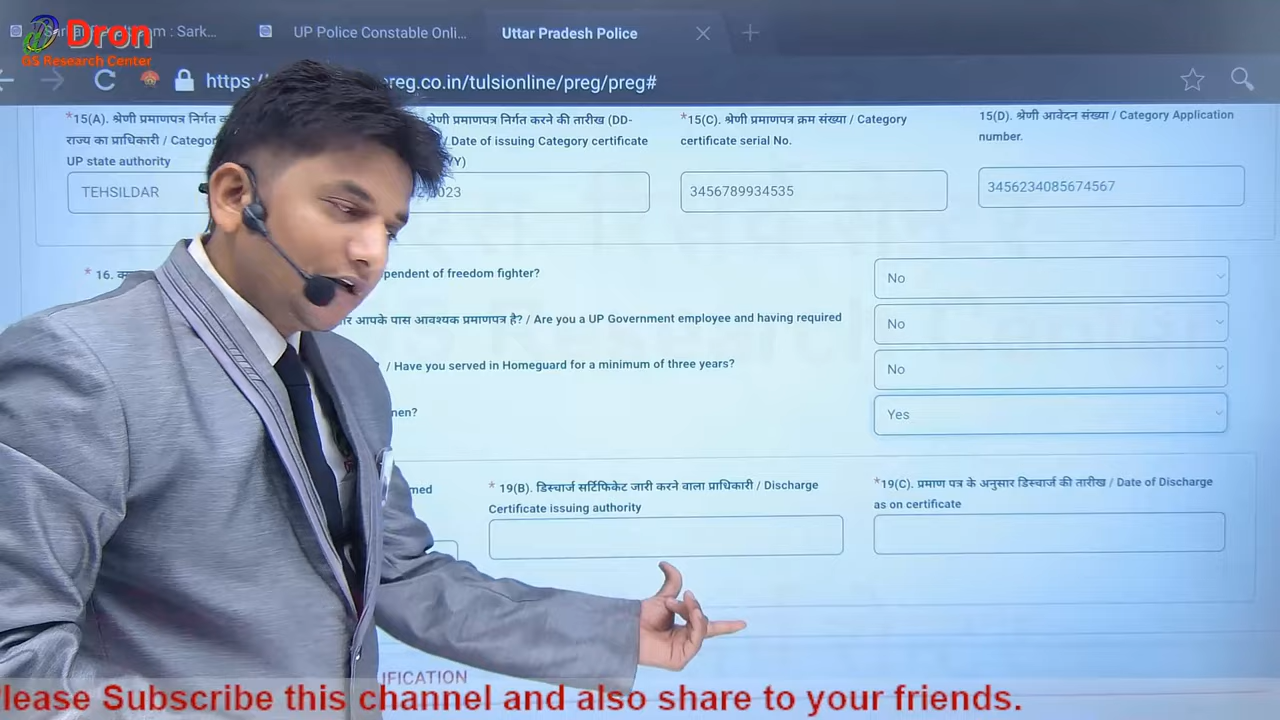 Dron
GS Research Center
: Sark...
UP Police Constable Onli...
Uttar Pradesh Police
https:
reg.co.in/tulsionline/preg/preg#
*15(A). श्रेणी प्रमाणपत्र निर्गत
राज्य का प्राधिकारी /
UP state authority
TEHSILDAR
श्रेणी प्रमाणपत्र निर्गत करने की तारीख (DD-
/ Date of issuing Category certificate
2023
*15(C). श्रेणी प्रमाणपत्र क्रम संख्या / Category
certificate serial No.
3456789934535
15(D). श्रेणी आवेदन संख्या / Category Application
number.
3456234085674567
* 16.
pendent of freedom fighter?
No
आपके पास आवश्यक प्रमाणपत्र है? / Are you a UP Government employee and having required
No
/ Have you served in Homeguard for a minimum of three years?
No
men?
Yes
med
* 19(B). डिस्चार्ज सर्टिफिकेट जारी करने वाला प्राधिकारी / Discharge
Certificate issuing authority
*19(C). प्रमाण पत्र के अनुसार डिस्चार्ज की तारीख / Date of Discharge
as on certificate
IFICATION
lease Subscribe this channel and also share to your friends.